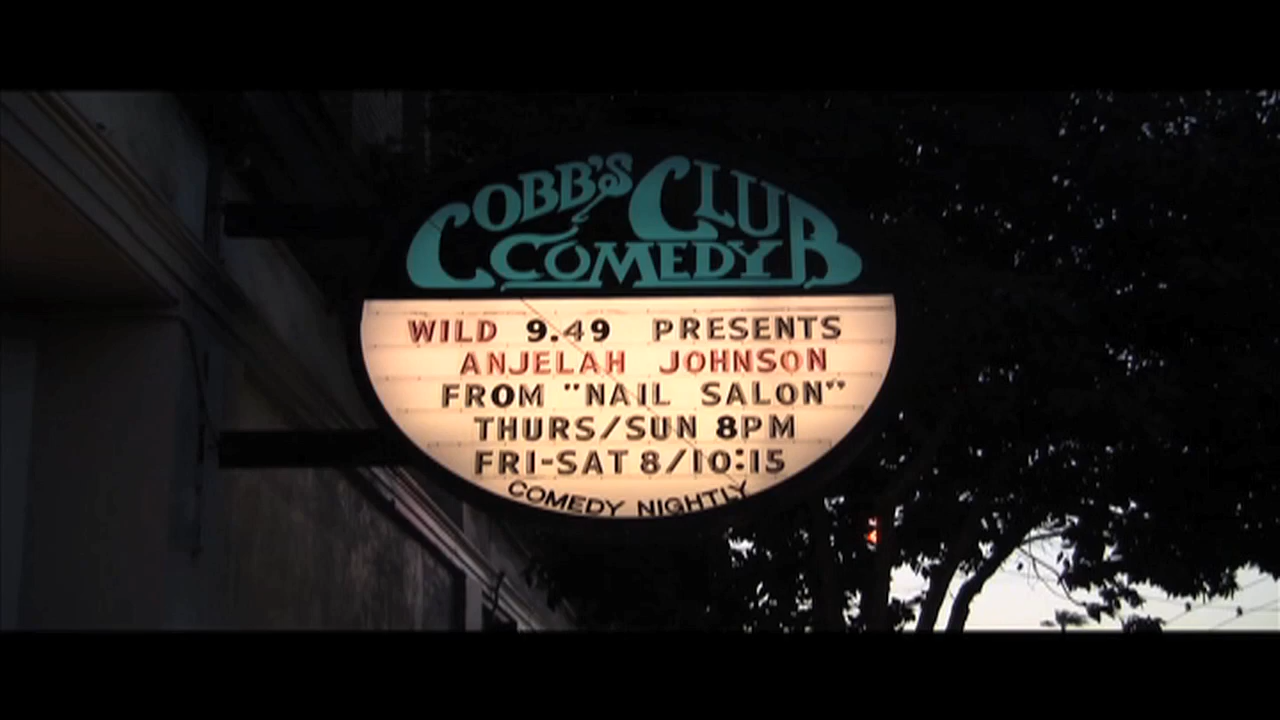 COBB'S CLUB
COMEDY
WILD 9.49 PRESENTS
ANJELAH JOHNSON
FROM "NAIL SALON"
THURS/SUN 8PM
FRI-SAT 8/10:15
COMEDY NIGHTLY